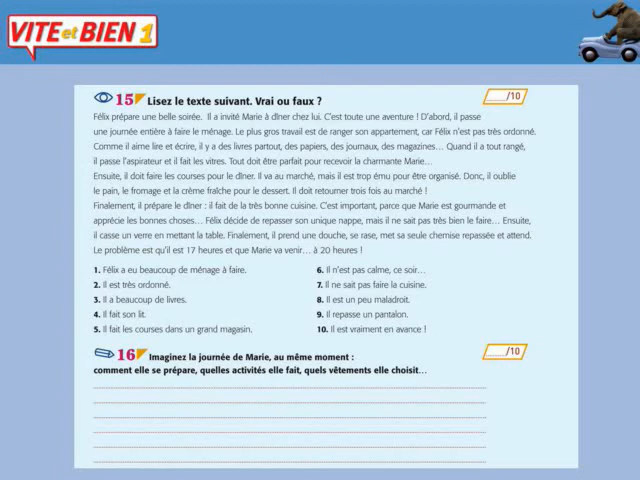 VITE et BIEN 1
15 Lisez le texte suivant. Vrai ou faux ?
/10
Félix prépare une belle soirée. Il a invité Marie à dîner chez lui. C'est toute une aventure ! D'abord, il passe
une journée entière à faire le ménage. Le plus gros travail est de ranger son appartement, car Félix n'est pas très ordonné.
Comme il aime lire et écrire, il y a des livres partout, des papiers, des journaux, des magazines… Quand il a tout rangé,
il passe l'aspirateur et il fait les vitres. Tout doit être parfait pour recevoir la charmante Marie…
Ensuite, il doit faire les courses pour le dîner. Il va au marché, mais il est trop ému pour être organisé. Donc, il oublie
le pain, le fromage et la crème fraîche pour le dessert. Il doit retourner trois fois au marché !
Finalement, il prépare le dîner : il fait de la très bonne cuisine. C'est important, parce que Marie est gourmande et
apprécie les bonnes choses… Félix décide de repasser son unique nappe, mais il ne sait pas très bien le faire… Ensuite,
il casse un verre en mettant la table. Finalement, il prend une douche, se rase, met sa seule chemise repassée et attend.
Le problème est qu'il est 17 heures et que Marie va venir… à 20 heures !
1. Félix a eu beaucoup de ménage à faire.
2. Il est très ordonné.
3. Il a beaucoup de livres.
4. Il fait son lit.
5. Il fait les courses dans un grand magasin.
6. Il n'est pas calme, ce soir…
7. Il ne sait pas faire la cuisine.
8. Il est un peu maladroit.
9. Il repasse un pantalon.
10. Il est vraiment en avance !
16 Imaginez la journée de Marie, au même moment :
/10
comment elle se prépare, quelles activités elle fait, quels vêtements elle choisit…